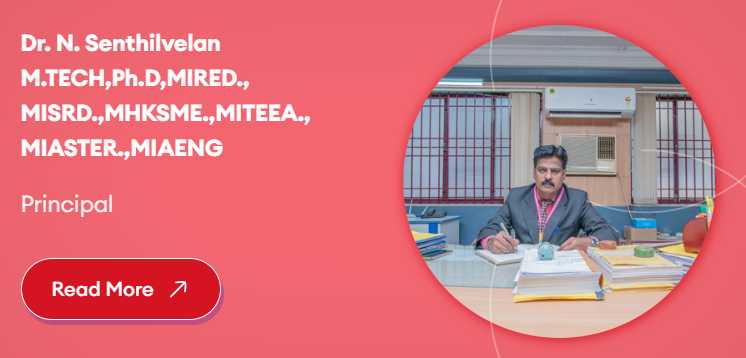 Dr. N. Senthilvelan
M.TECH,Ph.D,MIRED.,
MISRD.,MHKSME.,MITEEA.,
MIASTER.,MIAENG
Principal
Read More